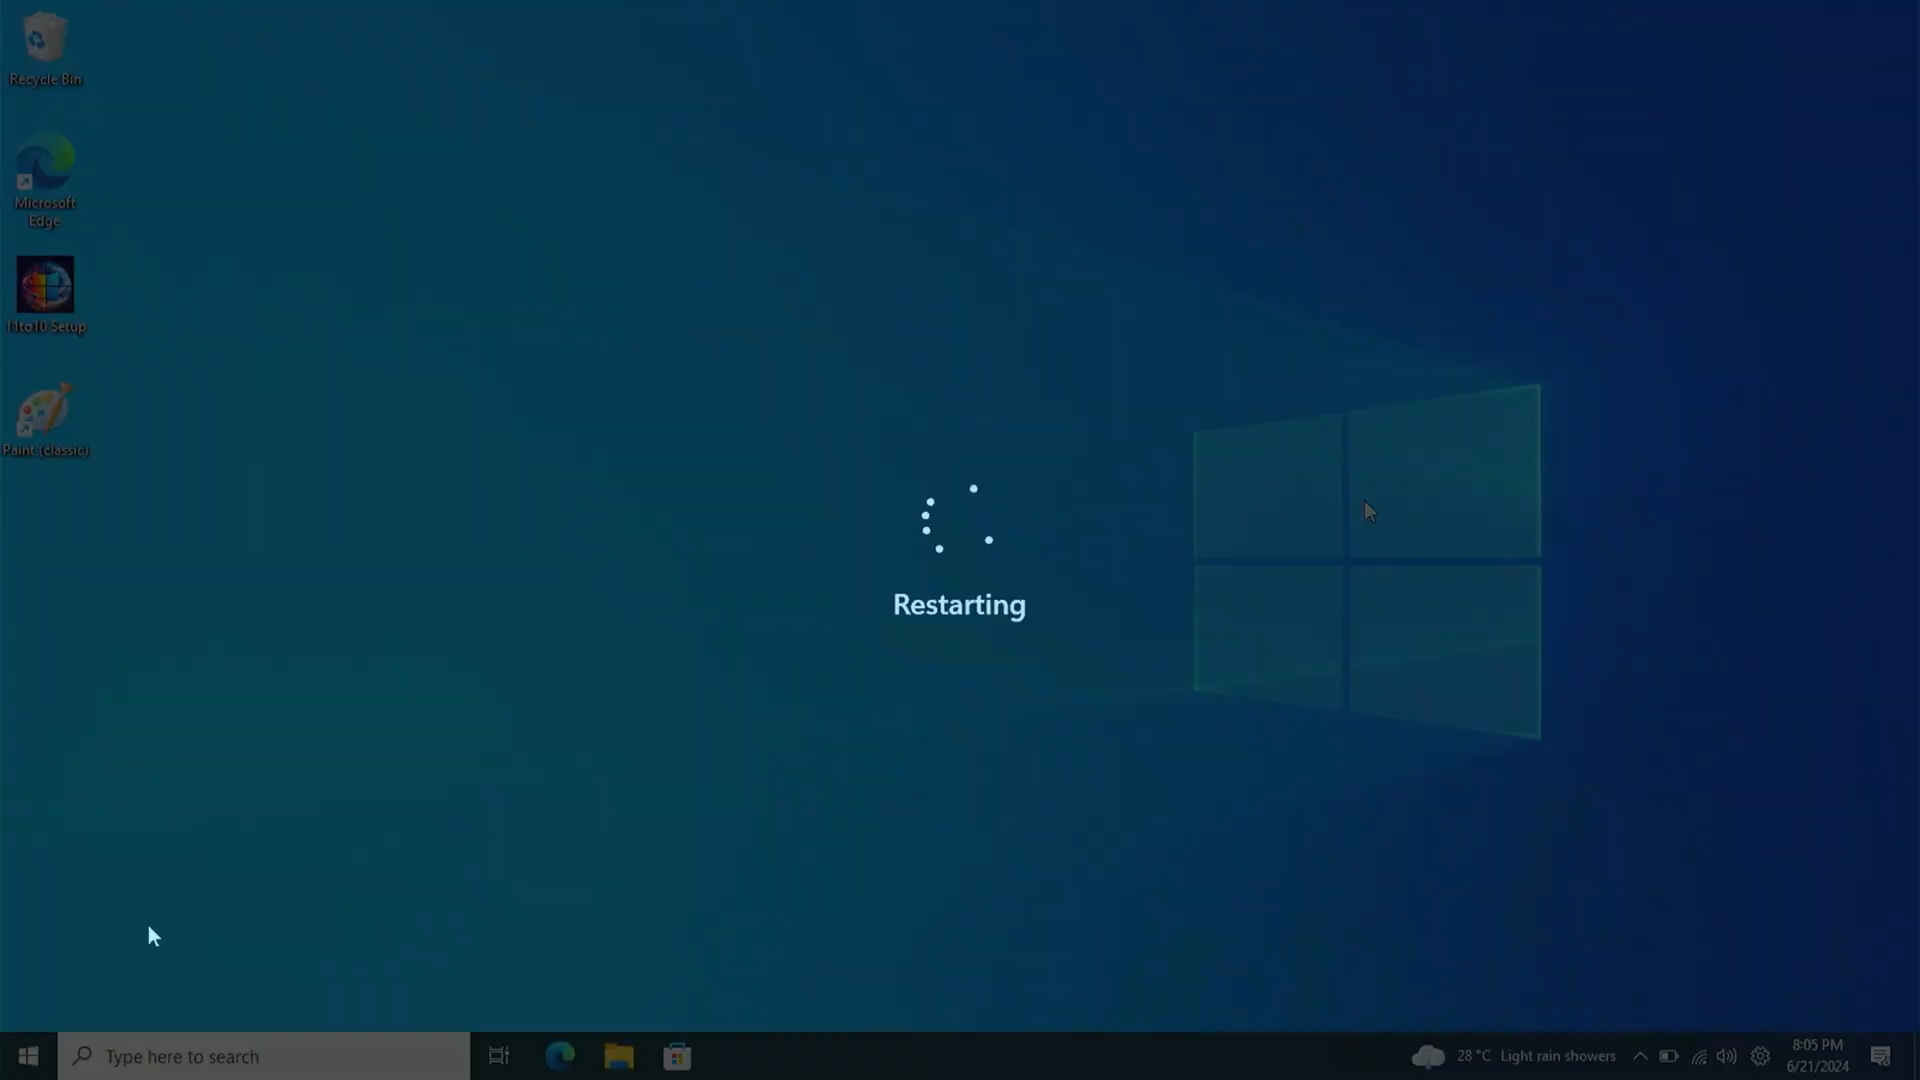 Recycle Bin
Microsoft
Edge
11to10 Setup
Paint (classic)
Restarting
Type here to search
28°C Light rain showers
8:05 PM
6/21/2024